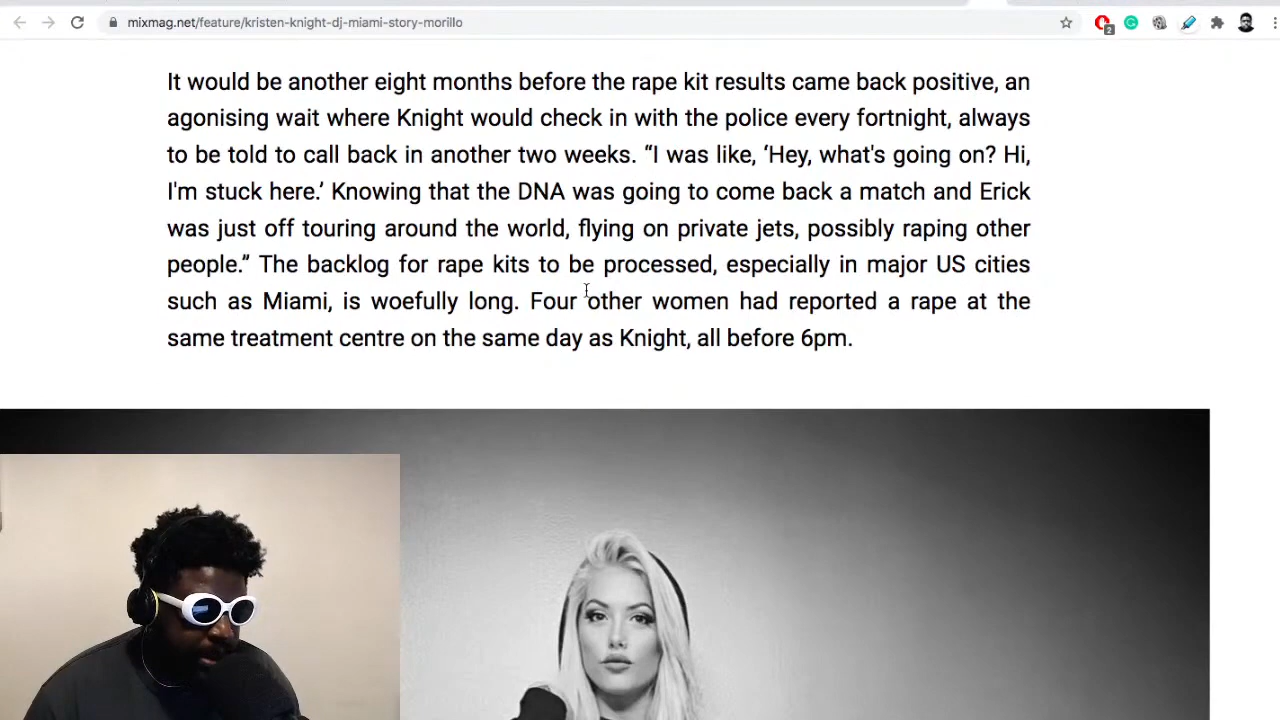 mixmag.net/feature/kristen-knight-dj-miami-story-morillo
2
It would be another eight months before the rape kit results came back positive, an
agonising wait where Knight would check in with the police every fortnight, always
to be told to call back in another two weeks. “I was like, ‘Hey, what's going on? Hi,
I'm stuck here.’ Knowing that the DNA was going to come back a match and Erick
was just off touring around the world, flying on private jets, possibly raping other
people.” The backlog for rape kits to be processed, especially in major US cities
such as Miami, is woefully long. Four other women had reported a rape at the
same treatment centre on the same day as Knight, all before 6pm.